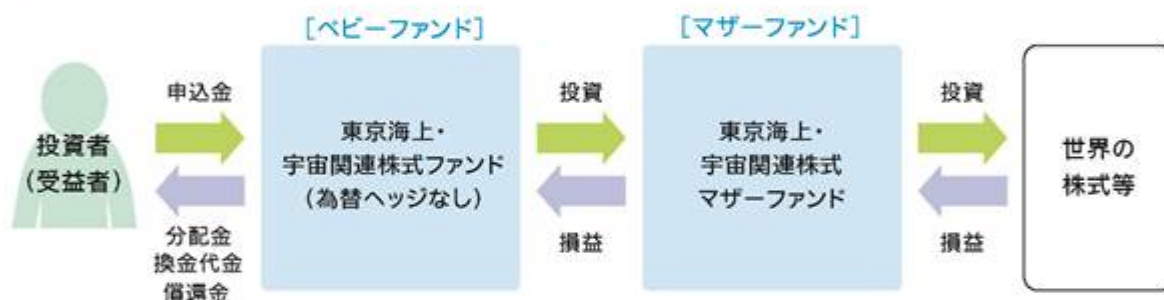 [ベビーファンド]
[マザーファンド]
申込金
投資者
(受益者)
分配金
換金代金
償還金
東京海上・
宇宙関連株式ファンド
(為替ヘッジなし)
投資
損益
東京海上・
宇宙関連株式
マザーファンド
投資
損益
世界の
株式等